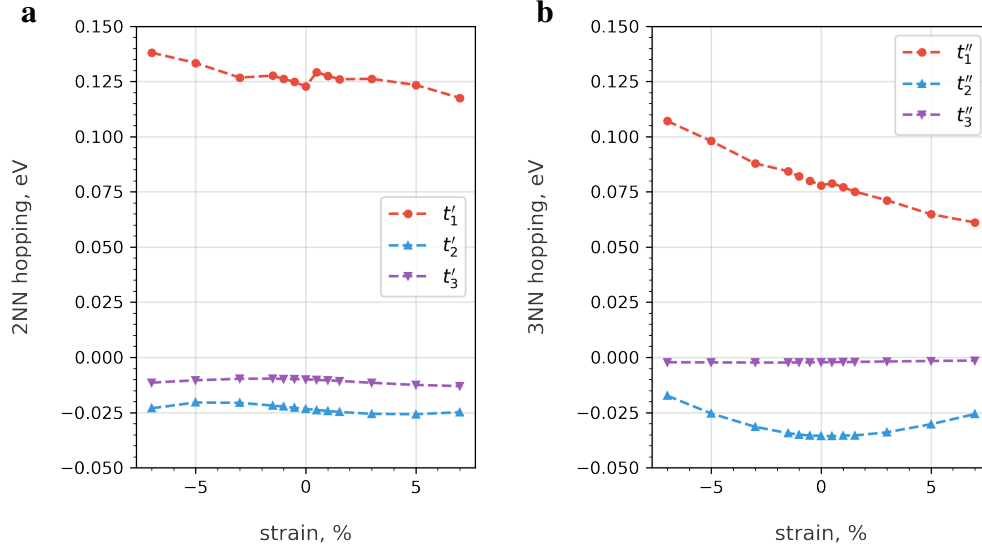 a
0.150
0.125
0.100
0.075
0.050
0.025
0.000
−0.025
−0.050
2NN hopping, eV
t′₁
t′₂
t′₃
−5
0
5
strain, %
b
0.150
0.125
0.100
0.075
0.050
0.025
0.000
−0.025
−0.050
3NN hopping, eV
t″₁
t″₂
t″₃
−5
0
5
strain, %